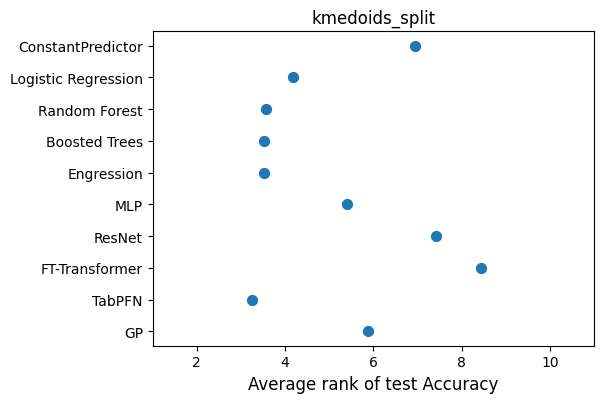 kmedoids_split
ConstantPredictor
Logistic Regression
Random Forest
Boosted Trees
Engression
MLP
ResNet
FT-Transformer
TabPFN
GP
2 4 6 8 10
Average rank of test Accuracy